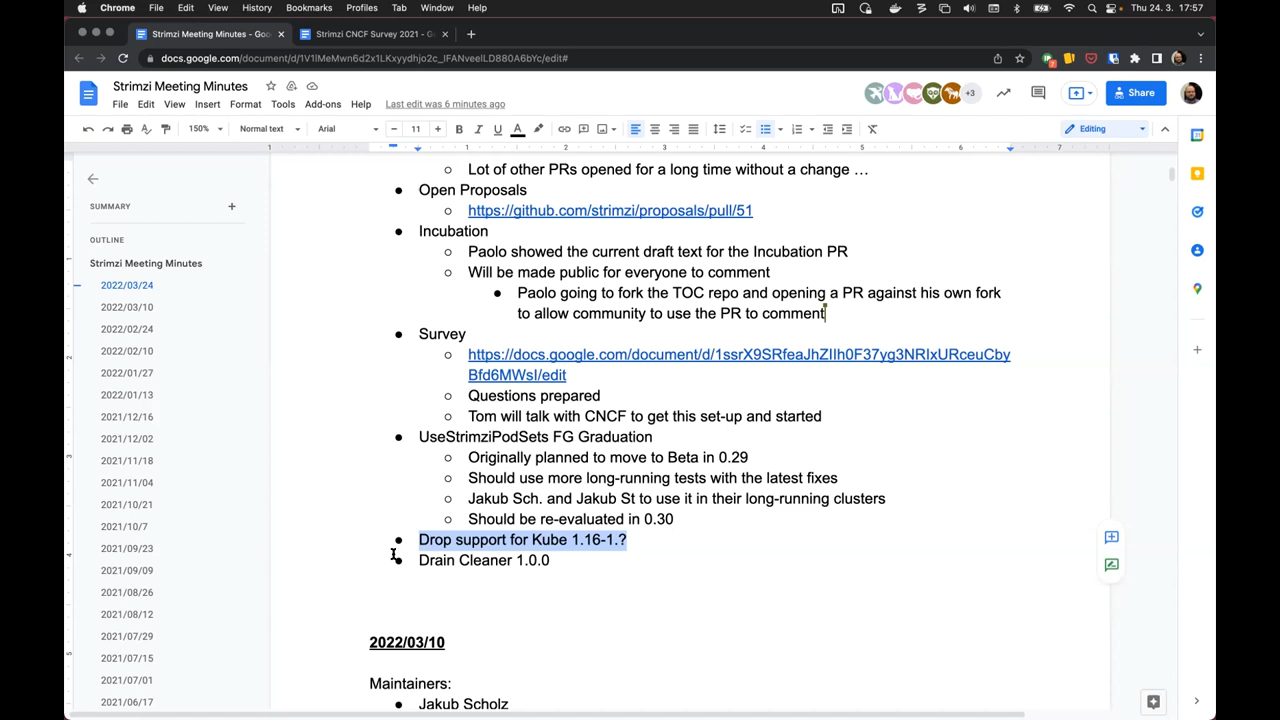 Chrome File Edit View History Bookmarks Profiles Tab Window Help Thu 24. 3. 17:57
Strimzi Meeting Minutes - Goo Strimzi CNCF Survey 2021 - G
docs.google.com/document/d/1V1lMeMwn6d2x1LKxyydhjo2c_IFANveeILD880A6bYc/edit#
Strimzi Meeting Minutes
+3
Share
File Edit View Insert Format Tools Add-ons Help Last edit was 6 minutes ago
150% Normal text Arial 11 Editing
1 1 2 3 4 5 6 7
Lot of other PRs opened for a long time without a change …
Open Proposals
https://github.com/strimzi/proposals/pull/51
Incubation
Paolo showed the current draft text for the Incubation PR
Will be made public for everyone to comment
Paolo going to fork the TOC repo and opening a PR against his own fork
to allow community to use the PR to comment
Survey
https://docs.google.com/document/d/1ssrX9SRfeaJhZIIh0F37yg3NRIxURceuCby
Bfd6MWsI/edit
Questions prepared
Tom will talk with CNCF to get this set-up and started
UseStrimziPodSets FG Graduation
Originally planned to move to Beta in 0.29
Should use more long-running tests with the latest fixes
Jakub Sch. and Jakub St to use it in their long-running clusters
Should be re-evaluated in 0.30
Drop support for Kube 1.16-1.?
Drain Cleaner 1.0.0
2022/03/10
Maintainers:
Jakub Scholz
SUMMARY
OUTLINE
Strimzi Meeting Minutes
2022/03/24
2022/03/10
2022/02/24
2022/02/10
2022/01/27
2022/01/13
2021/12/16
2021/12/02
2021/11/18
2021/11/04
2021/10/21
2021/10/7
2021/09/23
2021/09/09
2021/08/26
2021/08/12
2021/07/29
2021/07/15
2021/07/01
2021/06/17